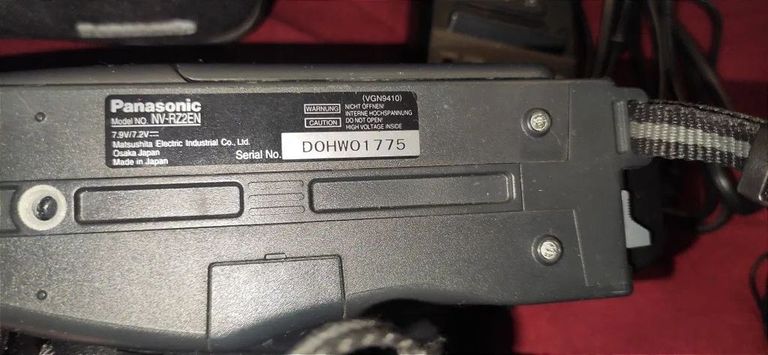 Panasonic
Model NO. NV-RZ2EN
7.9V/7.2V⎓
Matsushita Electric Industrial Co., Ltd.
Osaka Japan
Made in Japan
(VGN9410)
WARNUNG NICHT ÖFFNEN!
INTERNE HOCHSPANNUNG
CAUTION DO NOT OPEN!
HIGH VOLTAGE INSIDE
Serial No. DOHWO1775